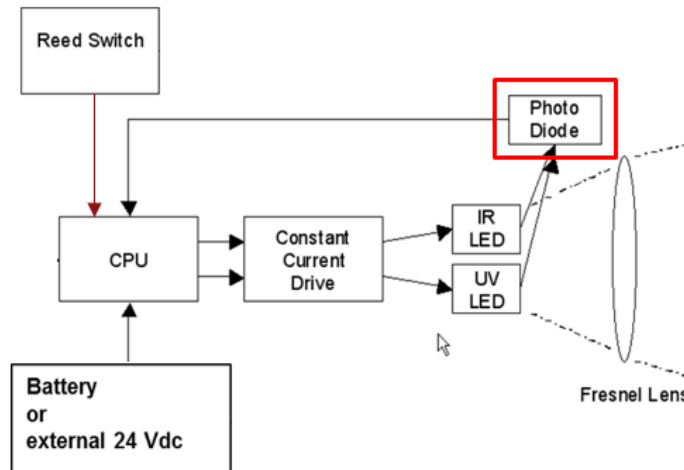 Reed Switch
Photo
Diode
IR
LED
CPU
Constant
Current
Drive
UV
LED
Battery
or
external 24 Vdc
Fresnel Lens